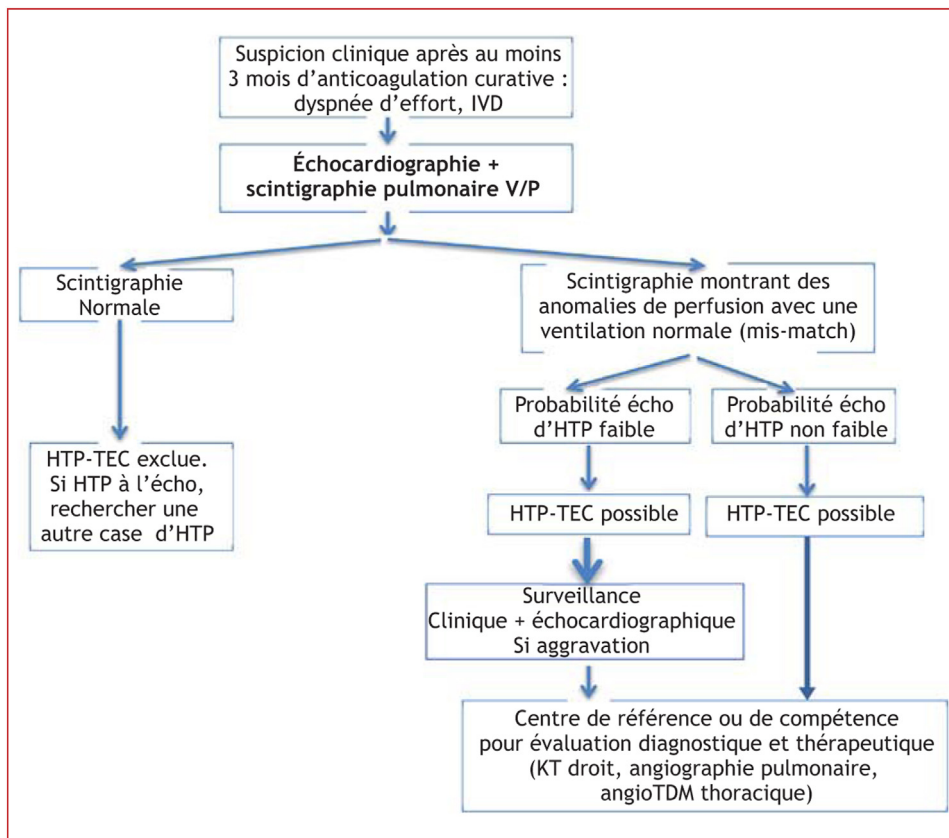 Suspicion clinique après au moins
3 mois d’anticoagulation curative :
dyspnée d’effort, IVD
Échocardiographie +
scintigraphie pulmonaire V/P
Scintigraphie
Normale
Scintigraphie montrant des
anomalies de perfusion avec une
ventilation normale (mis-match)
Probabilité écho
d’HTP faible
Probabilité écho
d’HTP non faible
HTP-TEC exclue.
Si HTP à l’écho,
rechercher une
autre case d’HTP
HTP-TEC possible
HTP-TEC possible
Surveillance
Clinique + échocardiographique
Si aggravation
Centre de référence ou de compétence
pour évaluation diagnostique et thérapeutique
(KT droit, angiographie pulmonaire,
angioTDM thoracique)